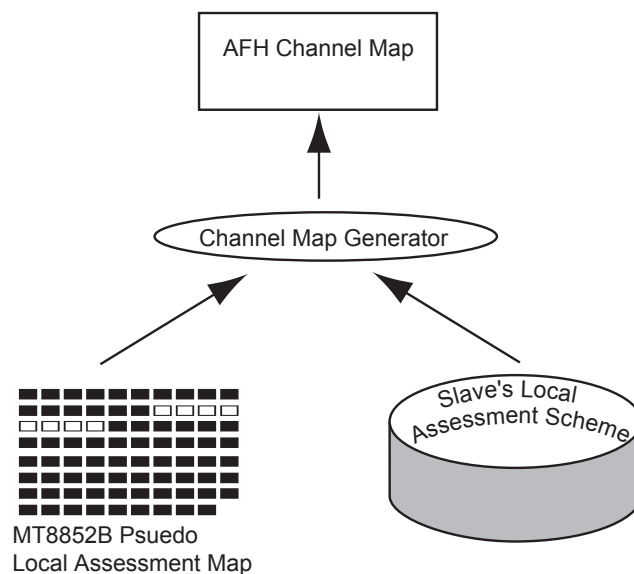 AFH Channel Map
Channel Map Generator
Slave's Local
Assessment Scheme
MT8852B Psuedo
Local Assessment Map